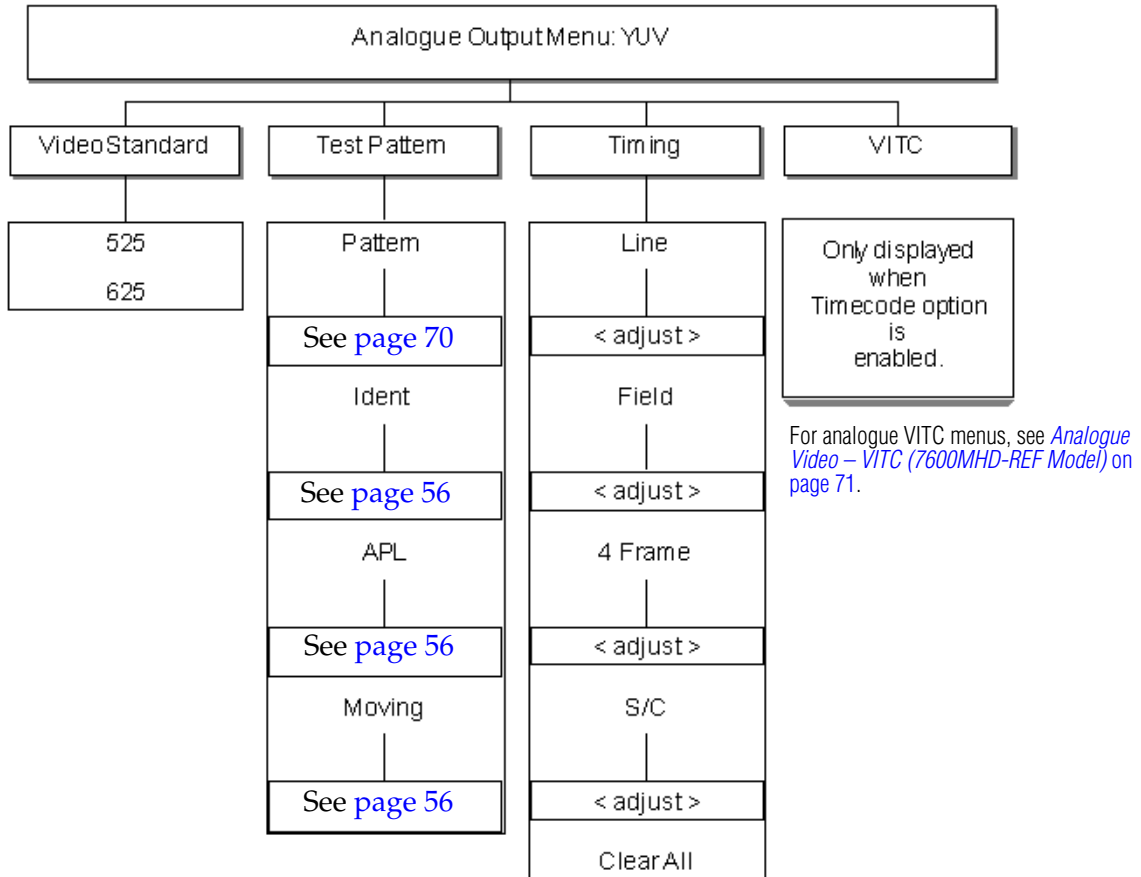 Analogue Output Menu: YUV
Video Standard
525
625
Test Pattern
Pattern
See page 70
Ident
See page 56
APL
See page 56
Moving
See page 56
Timing
Line
< adjust >
Field
< adjust >
4 Frame
< adjust >
S/C
< adjust >
Clear All
VITC
Only displayed
when
Timecode option
is
enabled.
For analogue VITC menus, see Analogue
Video – VITC (7600MHD-REF Model) on
page 71.